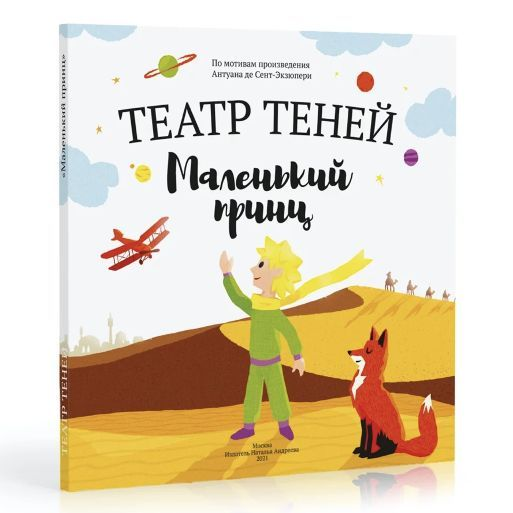 По мотивам произведения
Антуана де Сент-Экзюпери
ТЕАТР ТЕНЕЙ
Маленький
принц
Москва
Издатель Наталья Андреева
2021
«Маленький принц»
ТЕАТР ТЕНЕЙ